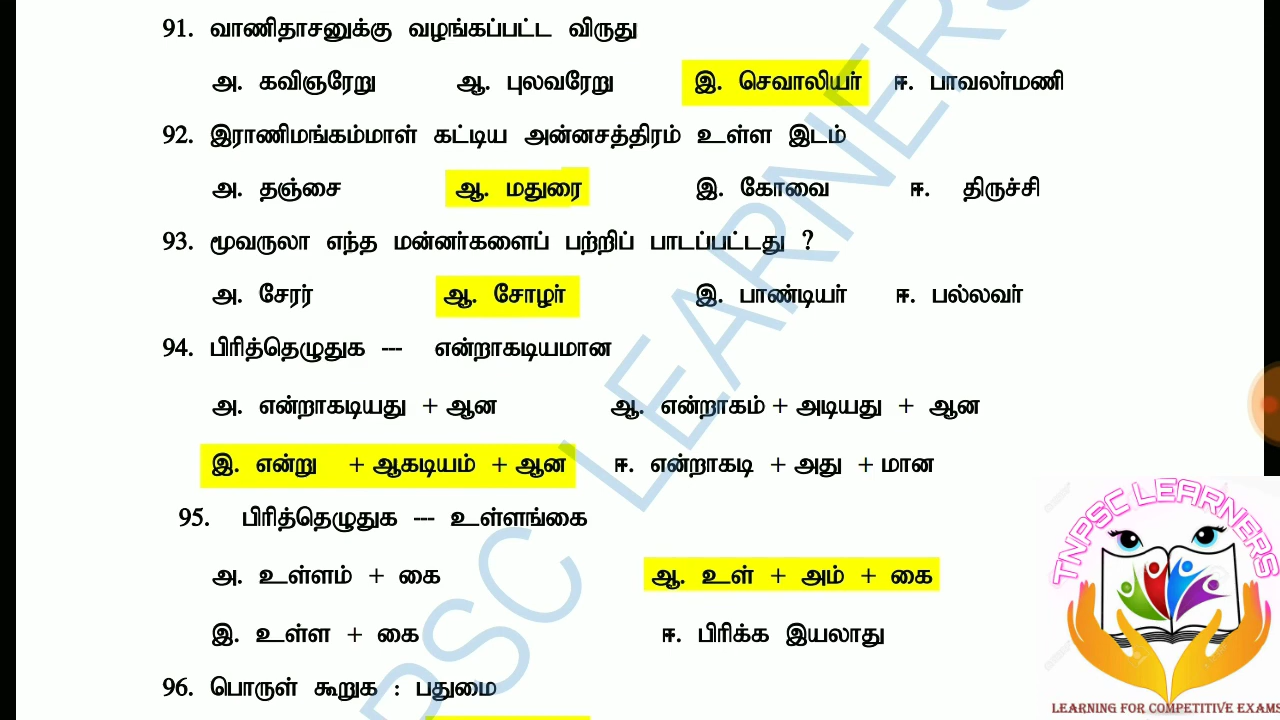 91. வாணிதாசனுக்கு வழங்கப்பட்ட விருது
அ. கவிஞரேறு ஆ. புலவரேறு இ. செவாலியர் ஈ. பாவலர்மணி
92. இராணிமங்கம்மாள் கட்டிய அன்னசத்திரம் உள்ள இடம்
அ. தஞ்சை ஆ. மதுரை இ. கோவை ஈ. திருச்சி
93. மூவருலா எந்த மன்னர்களைப் பற்றிப் பாடப்பட்டது ?
அ. சேரர் ஆ. சோழர் இ. பாண்டியர் ஈ. பல்லவர்
94. பிரித்தெழுதுக --- என்றாகடியமான
அ. என்றாகடியது + ஆன ஆ. என்றாகம் + அடியது + ஆன
இ. என்று + ஆகடியம் + ஆன ஈ. என்றாகடி + அது + மான
95. பிரித்தெழுதுக --- உள்ளங்கை
அ. உள்ளம் + கை ஆ. உள் + அம் + கை
இ. உள்ள + கை ஈ. பிரிக்க இயலாது
96. பொருள் கூறுக : பதுமை
PSC LEARNERS
TNPSC LEARNERS
LEARNING FOR COMPETITIVE EXAMS